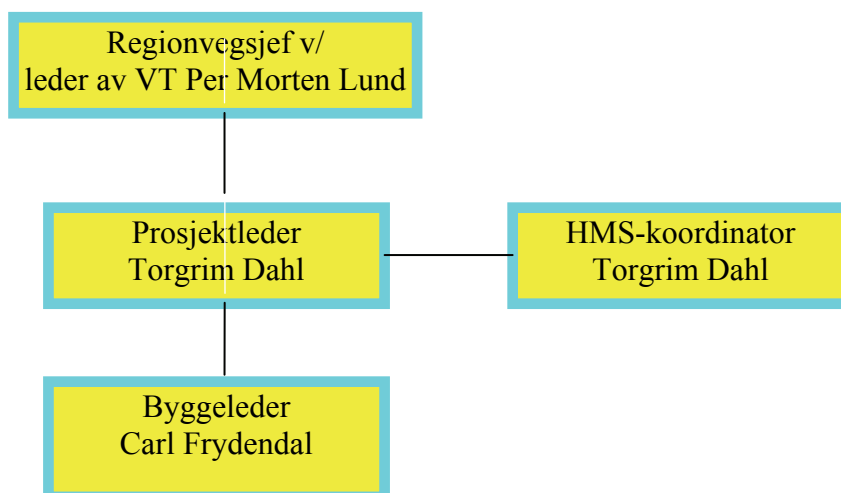 Regionvegsjef v/
leder av VT Per Morten Lund
Prosjektleder
Torgrim Dahl
HMS-koordinator
Torgrim Dahl
Byggeleder
Carl Frydendal